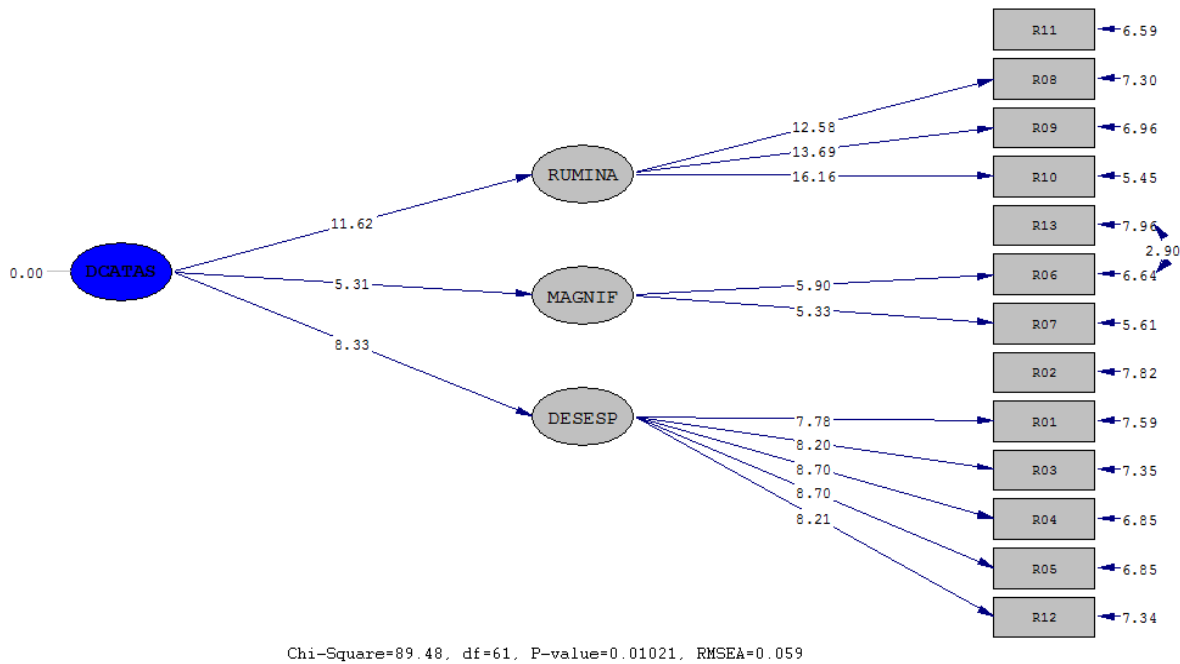 R11 6.59
R08 7.30
12.58
R09 6.96
13.69
RUMINA 16.16 R10 5.45
11.62 R13 7.96
2.90
0.00 DCATAS R06 6.64
5.31 MAGNIF 5.90
5.33 R07 5.61
8.33
R02 7.82
DESESP 7.78 R01 7.59
8.20
R03 7.35
8.70
8.70
R04 6.85
8.21
R05 6.85
R12 7.34
Chi-Square=89.48, df=61, P-value=0.01021, RMSEA=0.059